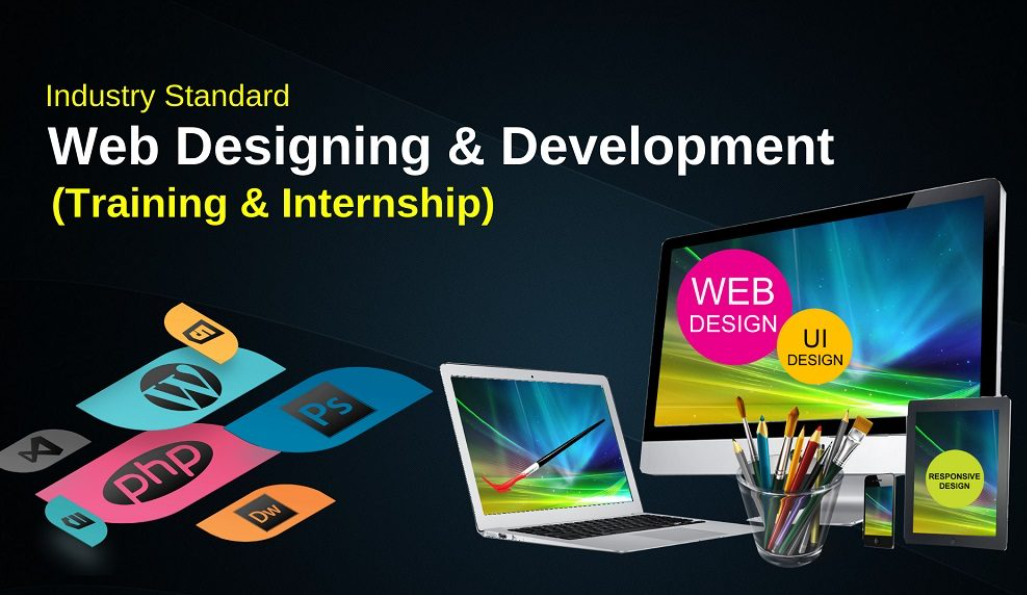 Industry Standard
Web Designing & Development
(Training & Internship)
WEB
DESIGN
UI
DESIGN
RESPONSIVE
DESIGN
Ps
php
Dw